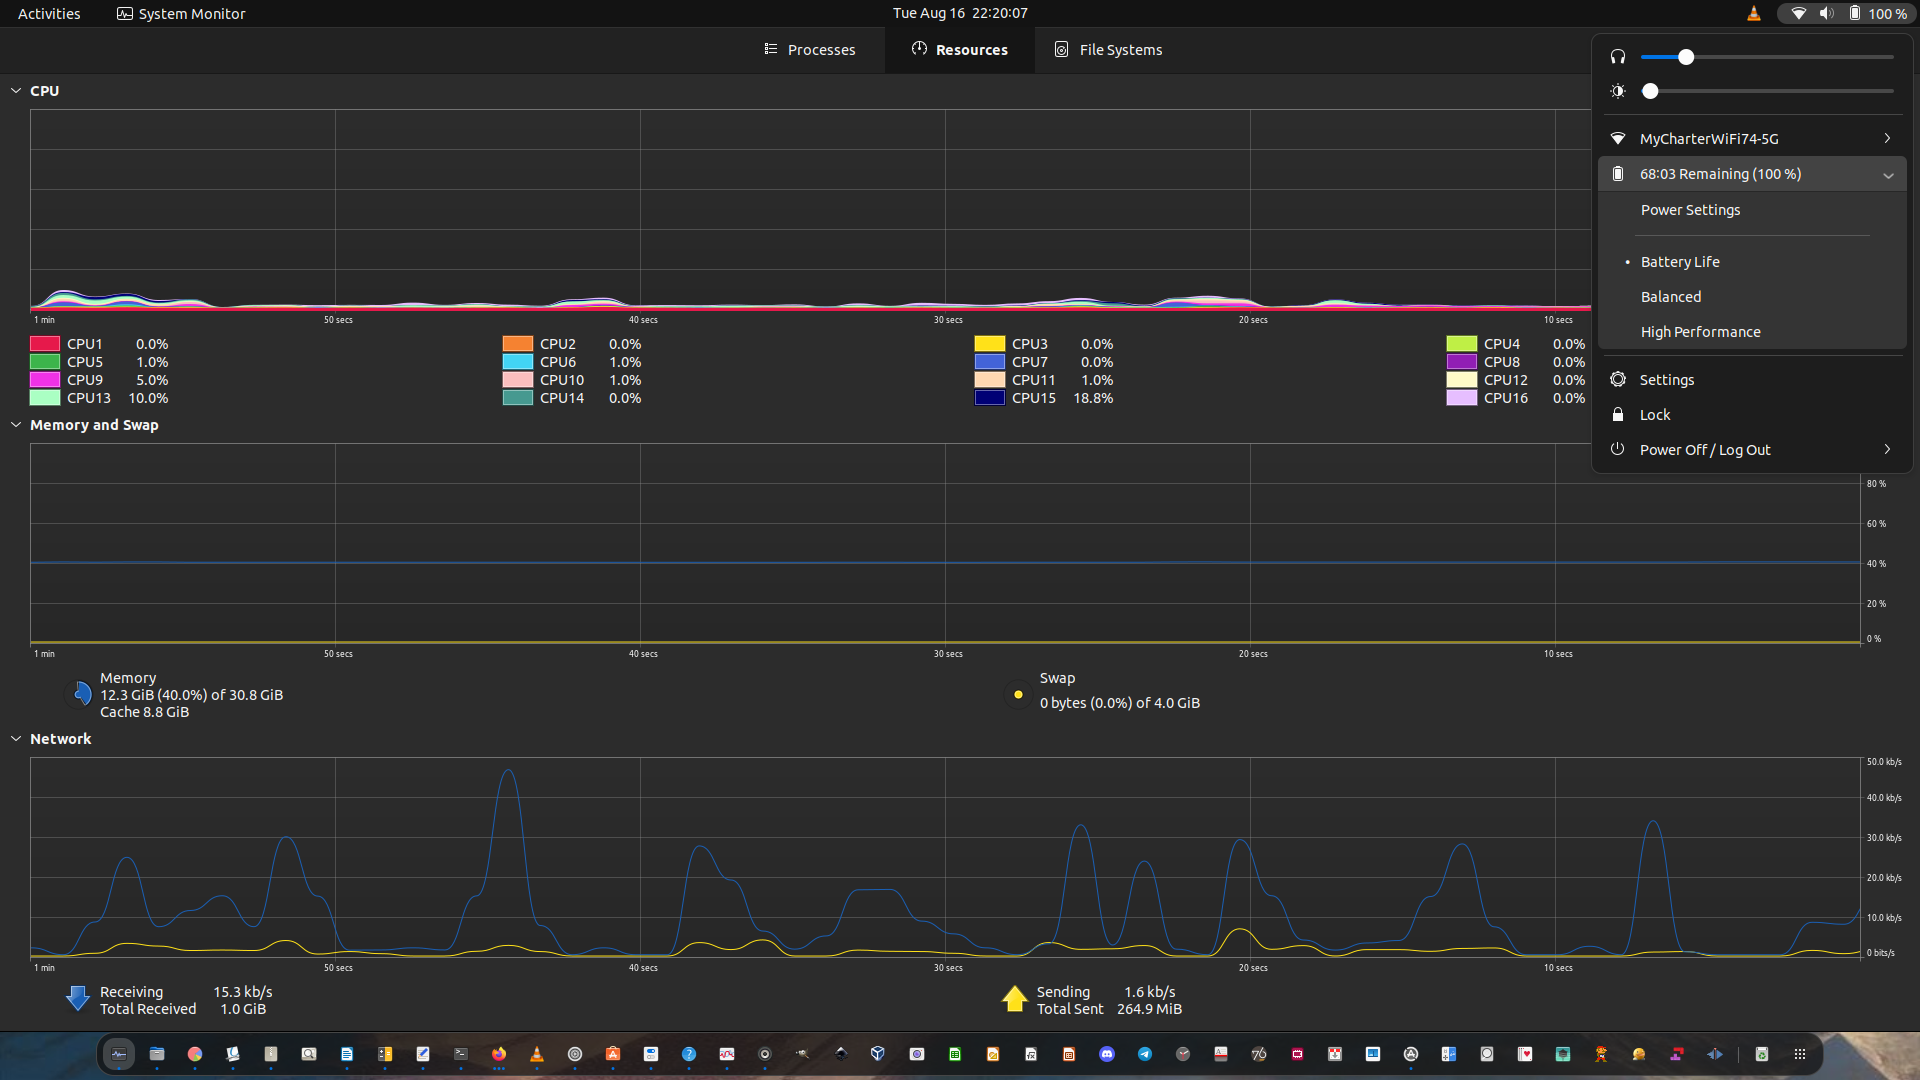 Activities
System Monitor
Tue Aug 16  22:20:07
100 %
Processes
Resources
File Systems
CPU
1 min
50 secs
40 secs
30 secs
20 secs
10 secs
CPU1 0.0%
CPU2 0.0%
CPU3 0.0%
CPU4 0.0%
CPU5 1.0%
CPU6 1.0%
CPU7 0.0%
CPU8 0.0%
CPU9 5.0%
CPU10 1.0%
CPU11 1.0%
CPU12 0.0%
CPU13 10.0%
CPU14 0.0%
CPU15 18.8%
CPU16 0.0%
MyCharterWiFi74-5G
68:03 Remaining (100 %)
Power Settings
Battery Life
Balanced
High Performance
Settings
Lock
Power Off / Log Out
Memory and Swap
80 %
60 %
40 %
20 %
0 %
1 min
50 secs
40 secs
30 secs
20 secs
10 secs
Memory
12.3 GiB (40.0%) of 30.8 GiB
Cache 8.8 GiB
Swap
0 bytes (0.0%) of 4.0 GiB
Network
50.0 kb/s
40.0 kb/s
30.0 kb/s
20.0 kb/s
10.0 kb/s
0 bits/s
1 min
50 secs
40 secs
30 secs
20 secs
10 secs
Receiving 15.3 kb/s
Total Received 1.0 GiB
Sending 1.6 kb/s
Total Sent 264.9 MiB